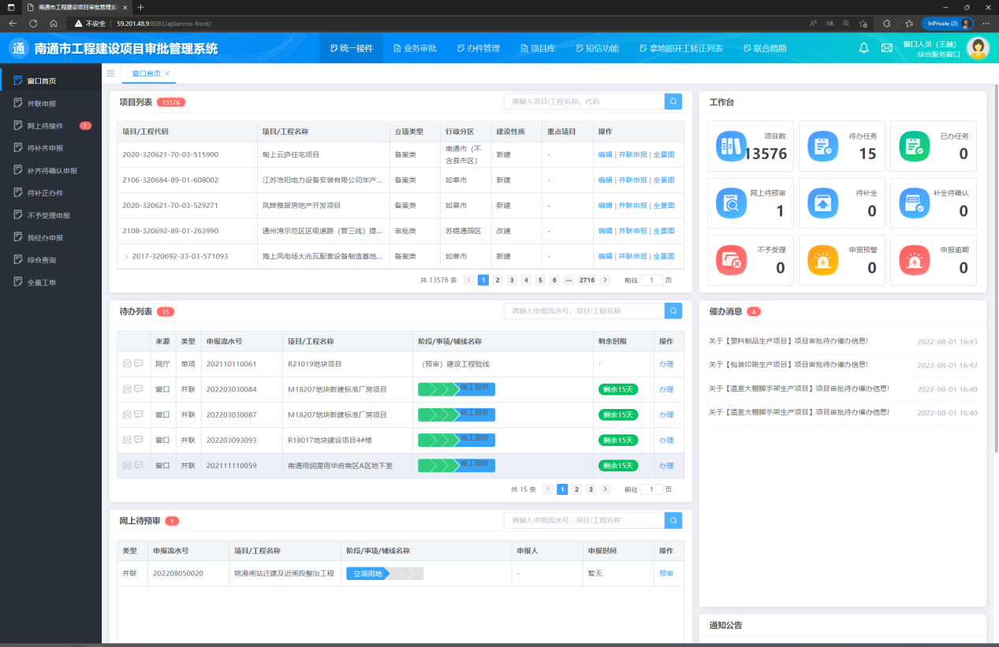 南通市工程建设项目审批管理系统
不安全 59.201.48.9:8083/aplanmis-front/
InPrivate (2)
通 南通市工程建设项目审批管理系统
统一接件 业务审批 办件管理 项目库 短信功能 拿地即开工转正列表 联合踏勘
窗口人员（王越）
综合服务窗口
窗口首页
并联申报
网上待接件 1
待补齐申报
补齐待确认申报
待补正办件
不予受理申报
我经办申报
综合查询
全量工单
窗口首页 ×
项目列表 13576
请输入项目/工程名称、代码
项目/工程代码 项目/工程名称 立项类型 行政分区 建设性质 重点项目 操作
2020-320621-70-03-515900 旬上云庐住宅项目 备案类 南通市（不含县市区） 新建 - 编辑 | 并联申报 | 全景图
2106-320684-89-01-608002 江苏浩阳电力设备安装有限公司年产... 备案类 如皋市 新建 - 编辑 | 并联申报 | 全景图
2020-320621-70-03-529271 凤烨雅居房地产开发项目 备案类 如皋市 新建 - 编辑 | 并联申报 | 全景图
2108-320692-89-01-263990 通州湾示范区区级道路（晋三线）提... 审批类 苏锡通园区 改建 - 编辑 | 并联申报 | 全景图
2017-320692-33-03-571093 海上风电场大兆瓦配套设备制造基地... 备案类 如皋市 新建 - 编辑 | 并联申报 | 全景图
共 13576 条 < 1 2 3 4 5 6 ... 2716 > 前往 1 页
待办列表 15
请输入申报流水号、项目/工程名称
来源 类型 申报流水号 项目/工程名称 阶段/事项/辅线名称 剩余时限 操作
网厅 单项 202110110061 R21019地块项目 （预审）建设工程验线 - 办理
窗口 并联 202203030084 M18207地块新建标准厂房项目 竣工验收 剩余15天 办理
窗口 并联 202203030087 M18207地块新建标准厂房项目 竣工验收 剩余15天 办理
窗口 并联 202203093093 R18017地块建设项目4#楼 竣工验收 剩余15天 办理
窗口 并联 202111110059 南通雨润星雨华府南区A区地下室 竣工验收 剩余15天 办理
共 15 条 < 1 2 3 > 前往 1 页
网上待预审 1
请输入申报流水号、项目/工程名称
类型 申报流水号 项目/工程名称 阶段/事项/辅线名称 申报人 申报时间 操作
并联 202208050020 姚港闸站迁建及近闸段整治工程 立项用地 - 暂无 预审
工作台
项目数 13576
待办任务 15
已办任务 0
网上待预审 1
待补全 0
补全待确认 0
不予受理 0
申报预警 0
申报逾期 0
催办消息 4
关于【塑料制品生产项目】项目审批待办催办信息! 2022-08-01 16:43
关于【包装印刷生产项目】项目审批待办催办信息! 2022-08-01 16:42
关于【温室大棚脚手架生产项目】项目审批待办催办信息! 2022-08-01 16:40
关于【温室大棚脚手架生产项目】项目审批待办催办信息! 2022-08-01 16:40
通知公告